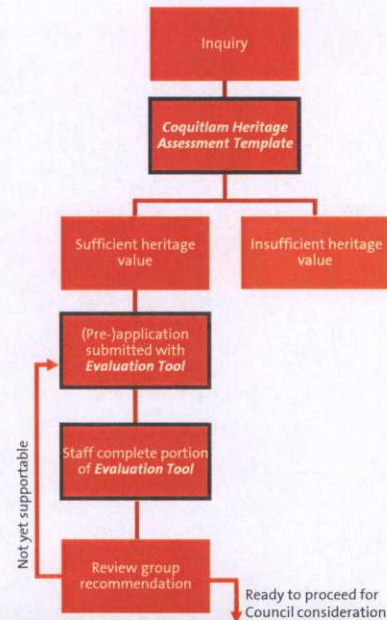 Inquiry
Coquitlam Heritage
Assessment Template
Sufficient heritage
value
Insufficient heritage
value
(Pre-)application
submitted with
Evaluation Tool
Staff complete portion
of Evaluation Tool
Not yet supportable
Review group
recommendation
Ready to proceed for
Council consideration